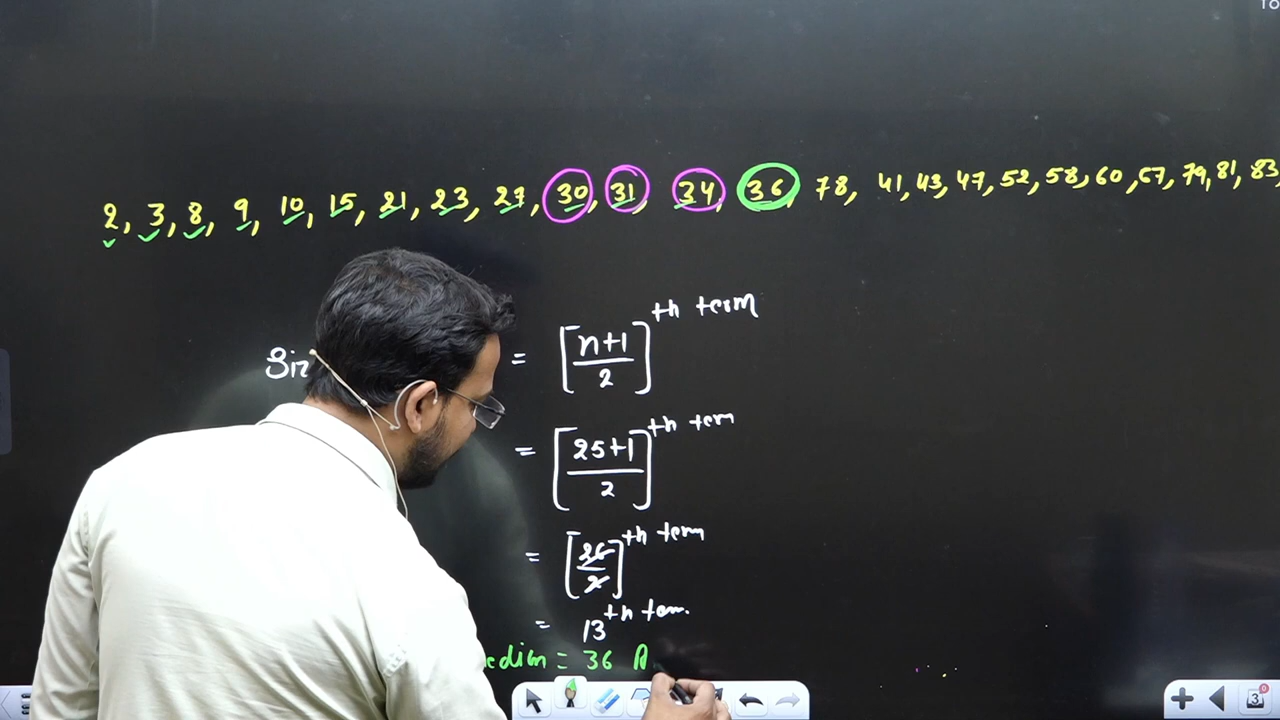 2, 3, 8, 9, 10, 15, 21, 23, 27, 30, 31, 34, 36, 78, 41, 43, 47, 52, 58, 60, 67, 79, 81, 83,
= [n+1/2]th term
= [25+1/2]th term
= [26/2]th term
= 13th term.
= 36
3